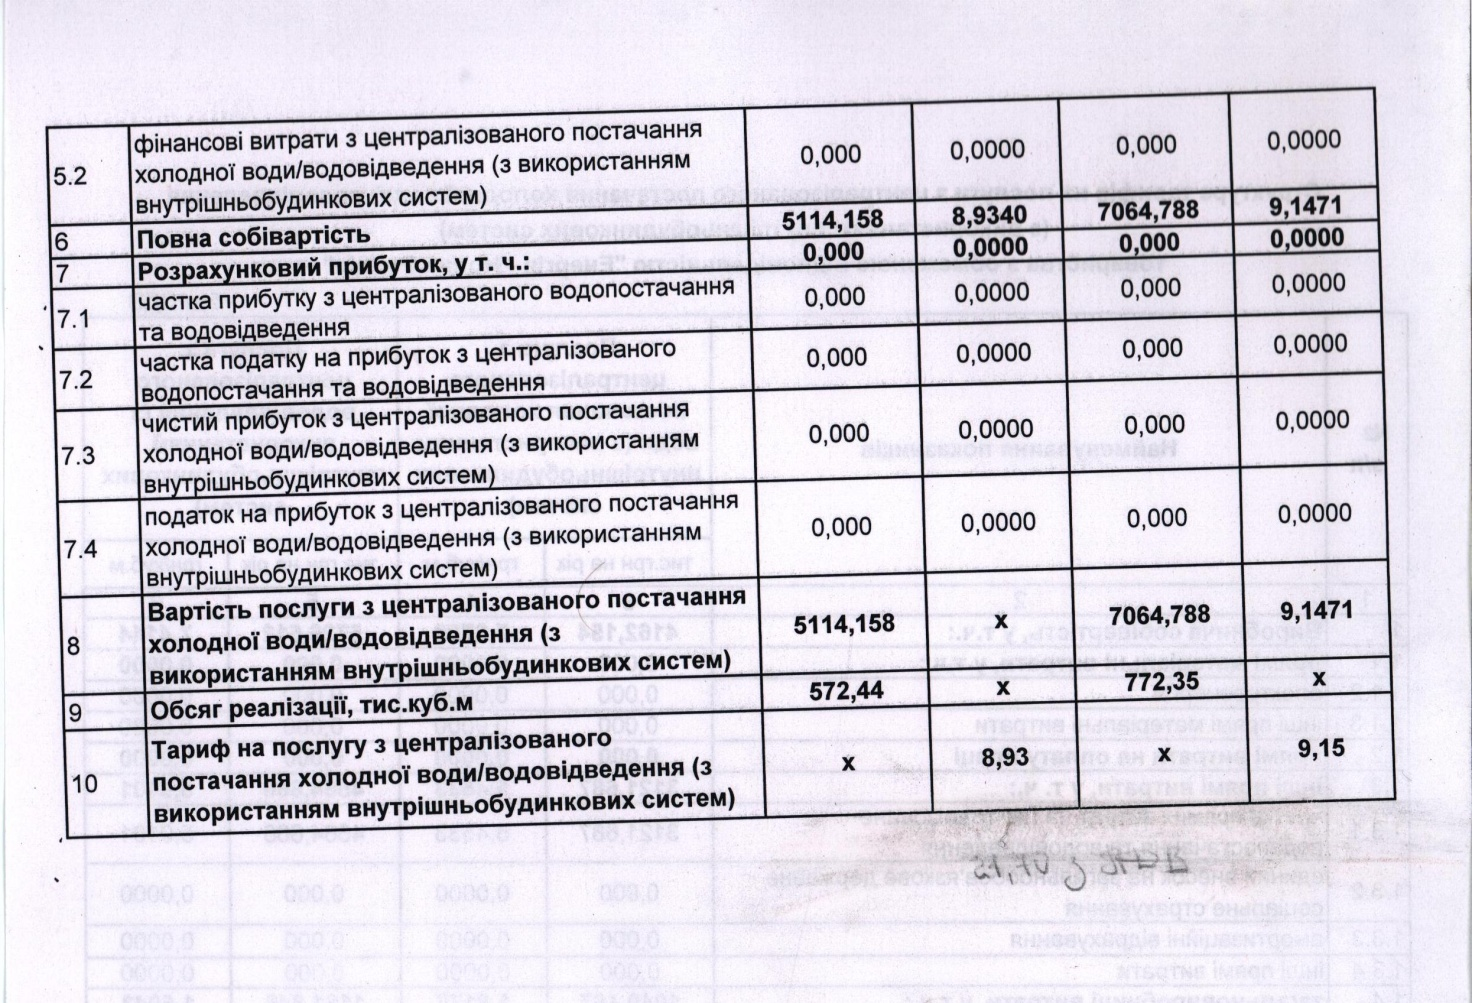 5.2 фінансові витрати з централізованого постачання
холодної води/водовідведення (з використанням
внутрішньобудинкових систем) 0,000 0,0000 0,000 0,0000
6 Повна собівартість 5114,158 8,9340 7064,788 9,1471
7 Розрахунковий прибуток, у т. ч.: 0,000 0,0000 0,000 0,0000
7.1 частка прибутку з централізованого водопостачання
та водовідведення 0,000 0,0000 0,000 0,0000
7.2 частка податку на прибуток з централізованого
водопостачання та водовідведення 0,000 0,0000 0,000 0,0000
7.3 чистий прибуток з централізованого постачання
холодної води/водовідведення (з використанням
внутрішньобудинкових систем) 0,000 0,0000 0,000 0,0000
7.4 податок на прибуток з централізованого постачання
холодної води/водовідведення (з використанням
внутрішньобудинкових систем) 0,000 0,0000 0,000 0,0000
8 Вартість послуги з централізованого постачання
холодної води/водовідведення (з
використанням внутрішньобудинкових систем) 5114,158 х 7064,788 9,1471
9 Обсяг реалізації, тис.куб.м 572,44 х 772,35 х
10 Тариф на послугу з централізованого
постачання холодної води/водовідведення (з
використанням внутрішньобудинкових систем) х 8,93 х 9,15